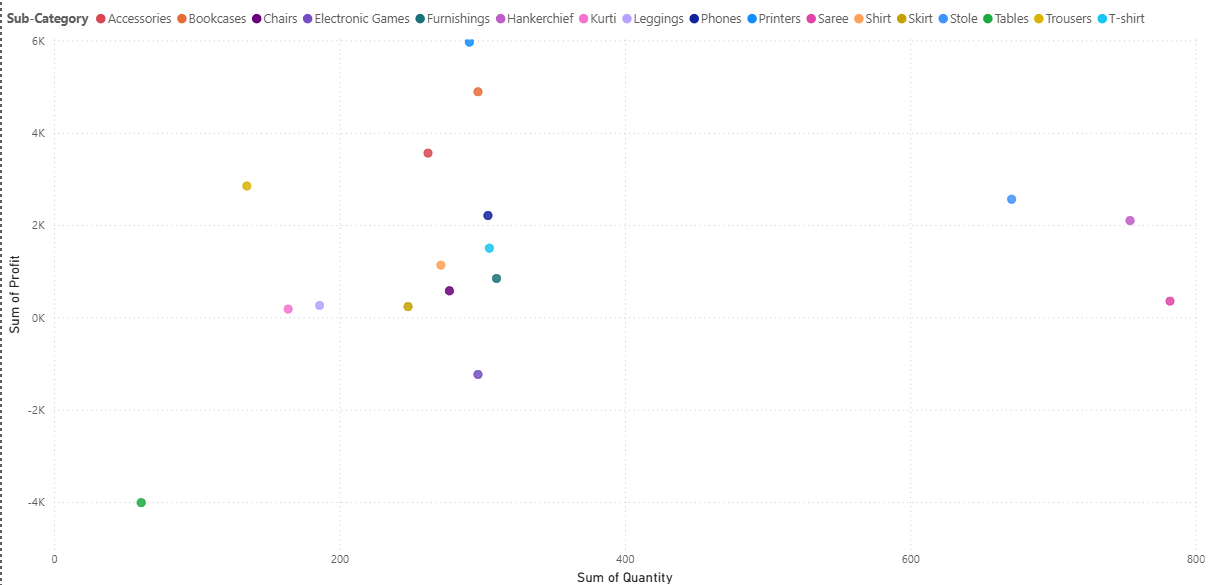 Sub-Category Accessories Bookcases Chairs Electronic Games Furnishings Hankerchief Kurti Leggings Phones Printers Saree Shirt Skirt Stole Tables Trousers T-shirt
6K
4K
2K
0K
-2K
-4K
Sum of Profit
0 200 400 600 800
Sum of Quantity